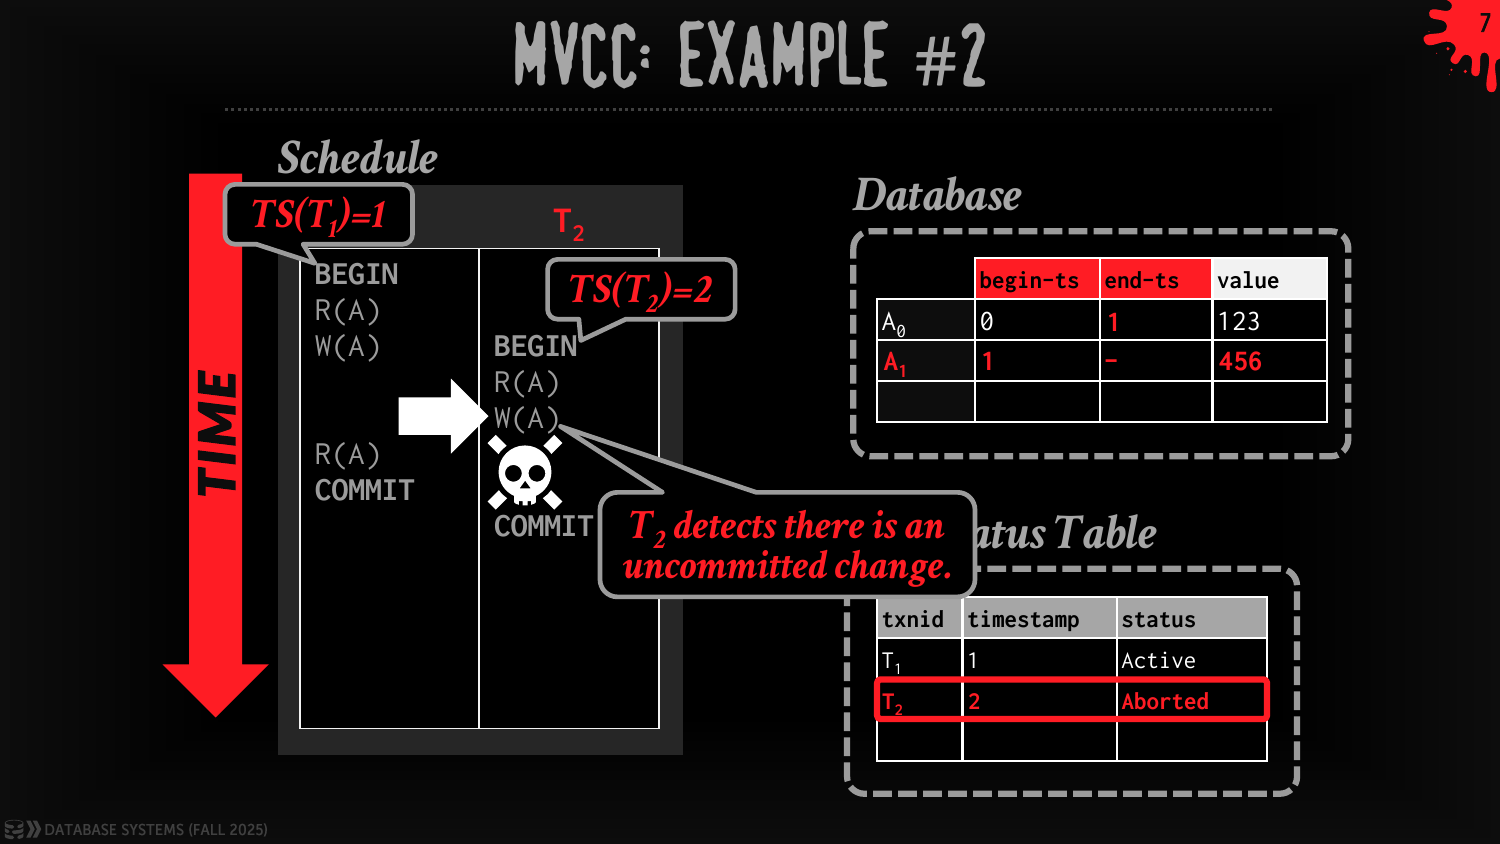 MVCC: EXAMPLE #2
7
Schedule
TS(T1)=1
T2
BEGIN
R(A)
W(A)
R(A)
COMMIT
TS(T2)=2
BEGIN
R(A)
W(A)
COMMIT
T2 detects there is an
uncommitted change.
TIME
Database
begin-ts end-ts value
A0 0 1 123
A1 1 - 456
atus Table
txnid timestamp status
T1 1 Active
T2 2 Aborted
DATABASE SYSTEMS (FALL 2025)